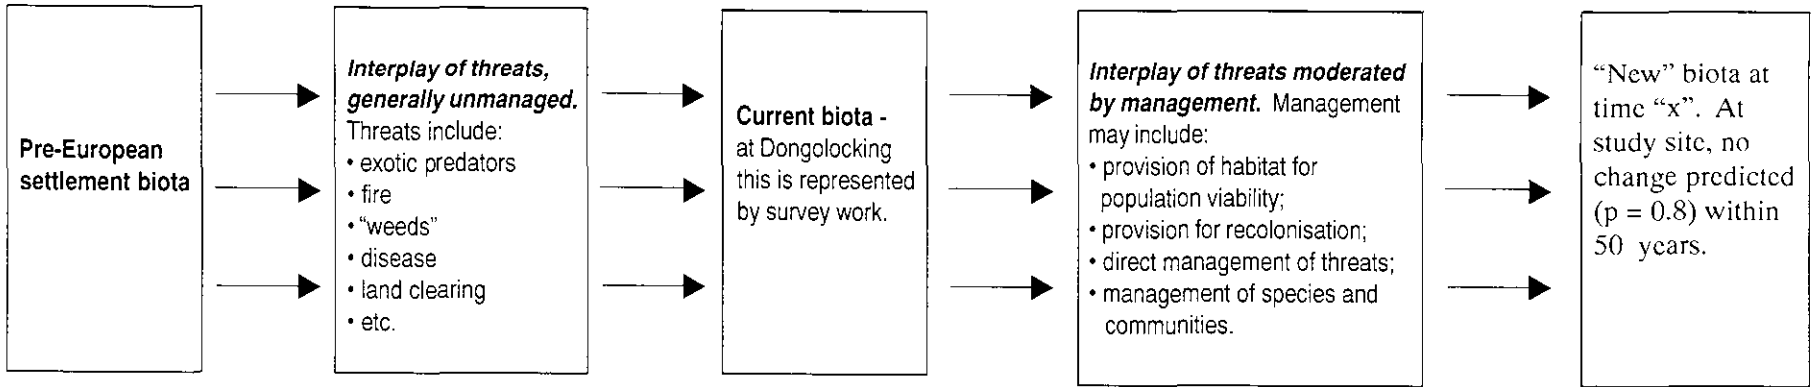 Pre-European
settlement biota
Interplay of threats,
generally unmanaged.
Threats include:
• exotic predators
• fire
• "weeds"
• disease
• land clearing
• etc.
Current biota -
at Dongolocking
this is represented
by survey work.
Interplay of threats moderated
by management. Management
may include:
• provision of habitat for
population viability;
• provision for recolonisation;
• direct management of threats;
• management of species and
communities.
“New” biota at
time “x”. At
study site, no
change predicted
(p = 0.8) within
50 years.